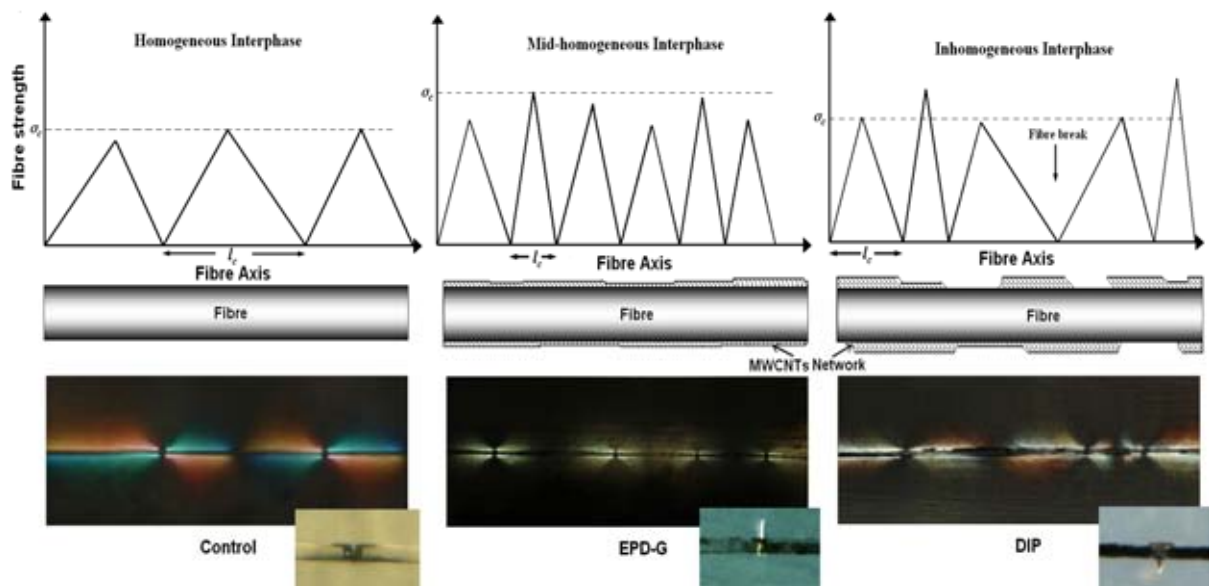 Homogeneous Interphase
Fibre strength
σc
lc
Fibre Axis
Fibre
Control
Mid-homogeneous Interphase
σc
lc
Fibre Axis
Fibre
MWCNTs Network
EPD-G
Inhomogeneous Interphase
σc
Fibre break
lc
Fibre Axis
Fibre
DIP